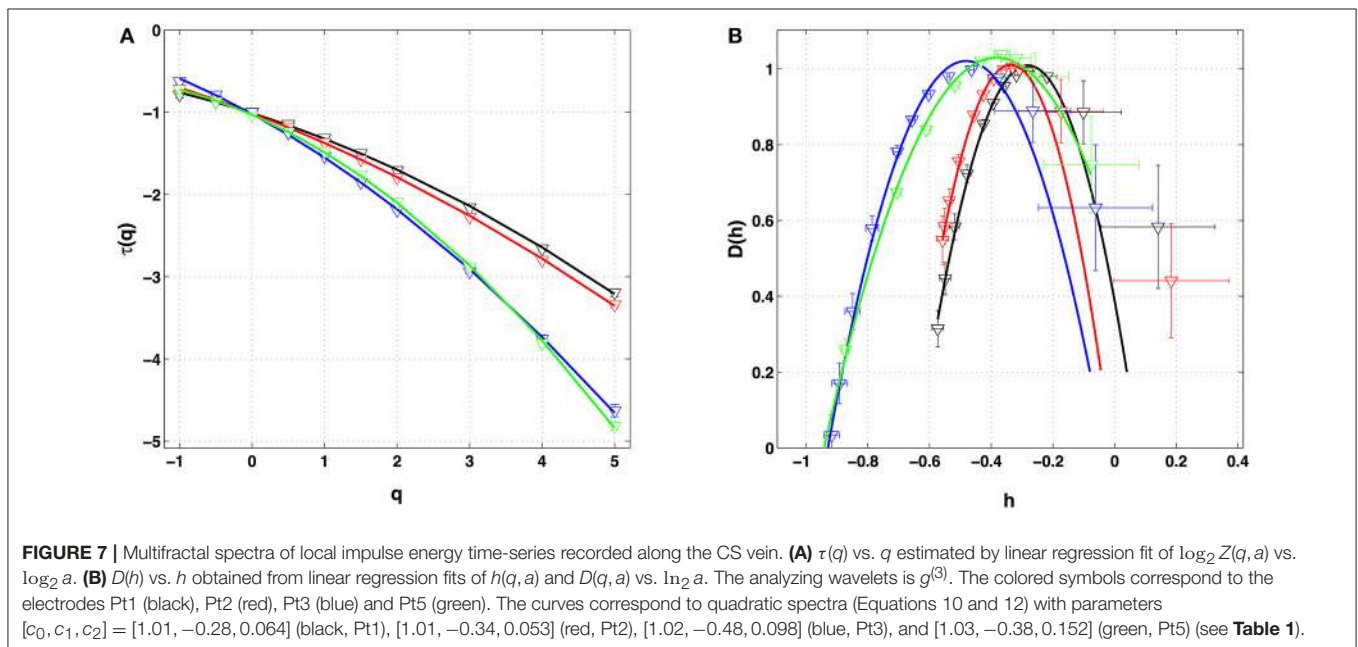 A
B
0
−1
−2
−3
−4
−5
τ(q)
−1 0 1 2 3 4 5
q
1
0.8
0.6
0.4
0.2
0
D(h)
−1 −0.8 −0.6 −0.4 −0.2 0 0.2 0.4
h
FIGURE 7 | Multifractal spectra of local impulse energy time-series recorded along the CS vein. (A) τ(q) vs. q estimated by linear regression fit of log₂ Z(q, a) vs.
log₂ a. (B) D(h) vs. h obtained from linear regression fits of h(q, a) and D(q, a) vs. ln₂ a. The analyzing wavelets is g⁽³⁾. The colored symbols correspond to the
electrodes Pt1 (black), Pt2 (red), Pt3 (blue) and Pt5 (green). The curves correspond to quadratic spectra (Equations 10 and 12) with parameters
[c₀, c₁, c₂] = [1.01, −0.28, 0.064] (black, Pt1), [1.01, −0.34, 0.053] (red, Pt2), [1.02, −0.48, 0.098] (blue, Pt3), and [1.03, −0.38, 0.152] (green, Pt5) (see Table 1).